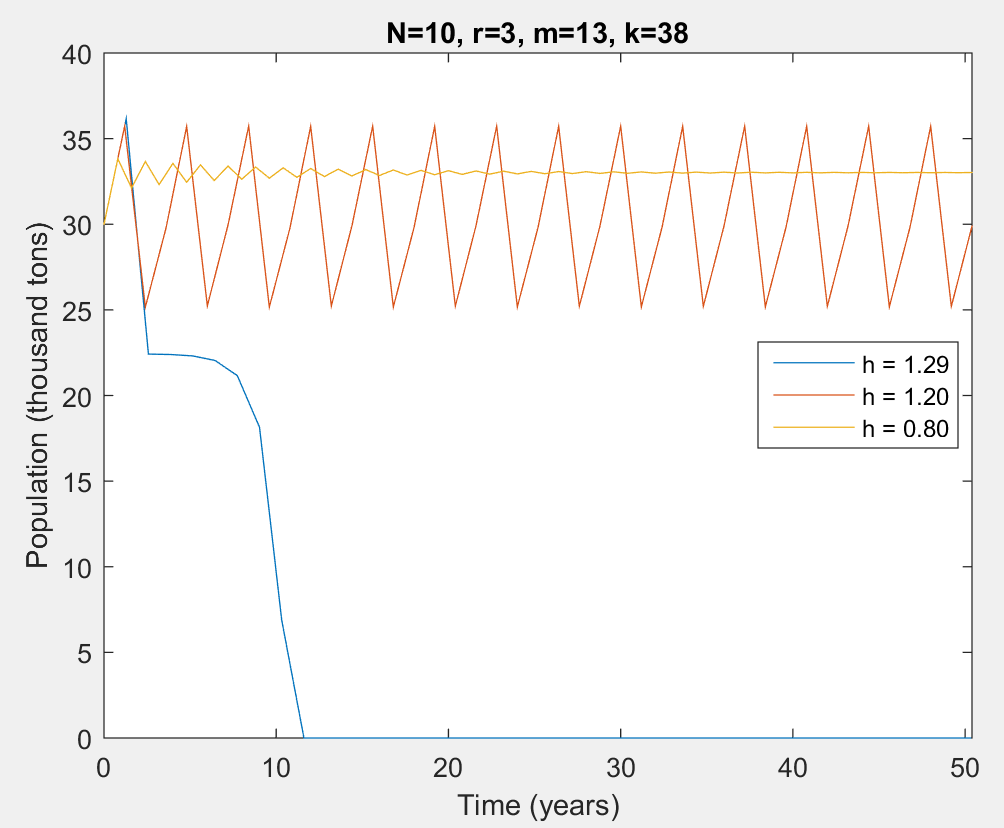 N=10, r=3, m=13, k=38
40
35
30
25
20
15
10
5
0
Population (thousand tons)
h = 1.29
h = 1.20
h = 0.80
0 10 20 30 40 50
Time (years)